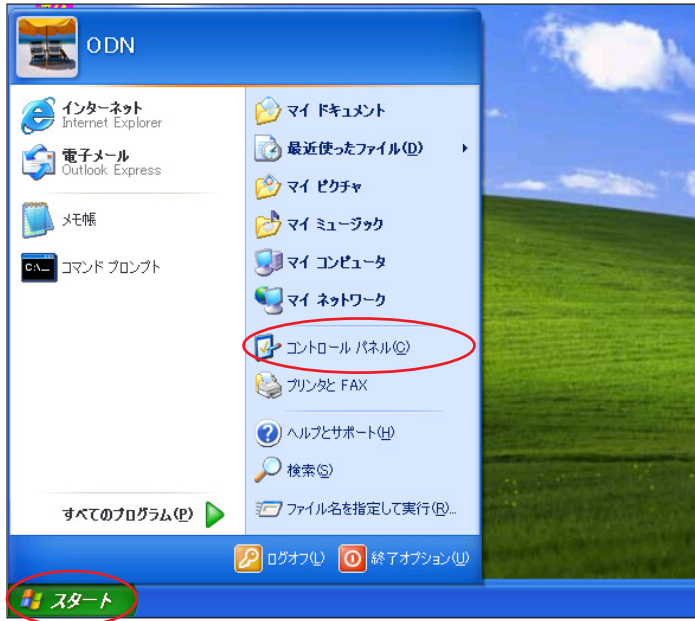 ODN
インターネット
Internet Explorer
電子メール
Outlook Express
メモ帳
C:\_
コマンド プロンプト
すべてのプログラム(P)
マイ ドキュメント
最近使ったファイル(D)
マイ ピクチャ
マイ ミュージック
マイ コンピュータ
マイ ネットワーク
コントロール パネル(C)
プリンタと FAX
ヘルプとサポート(H)
検索(S)
ファイル名を指定して実行(R)...
ログオフ(L)
終了オプション(U)
スタート